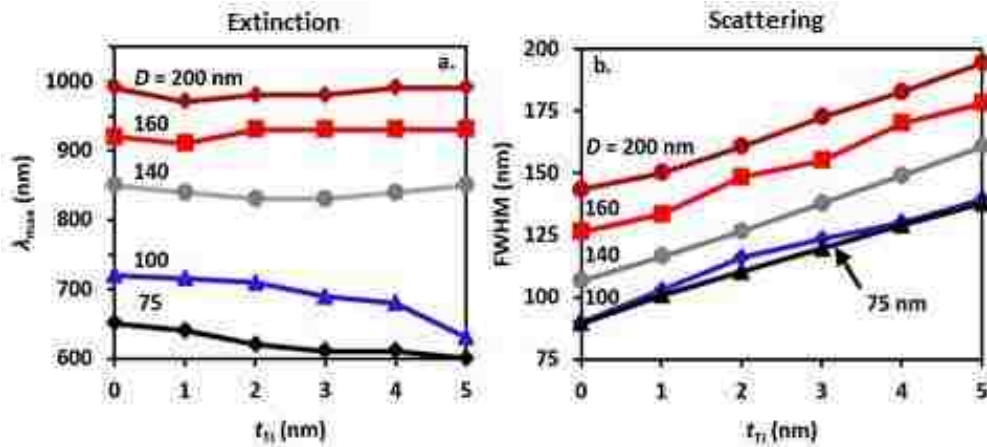 Extinction
Scattering
a.
D = 200 nm
160
140
100
75
1000
900
800
700
600
λmax (nm)
0 1 2 3 4 5
tTi (nm)
b.
D = 200 nm
160
140
100
75 nm
200
175
150
125
100
75
FWHM (nm)
0 1 2 3 4 5
tTi (nm)